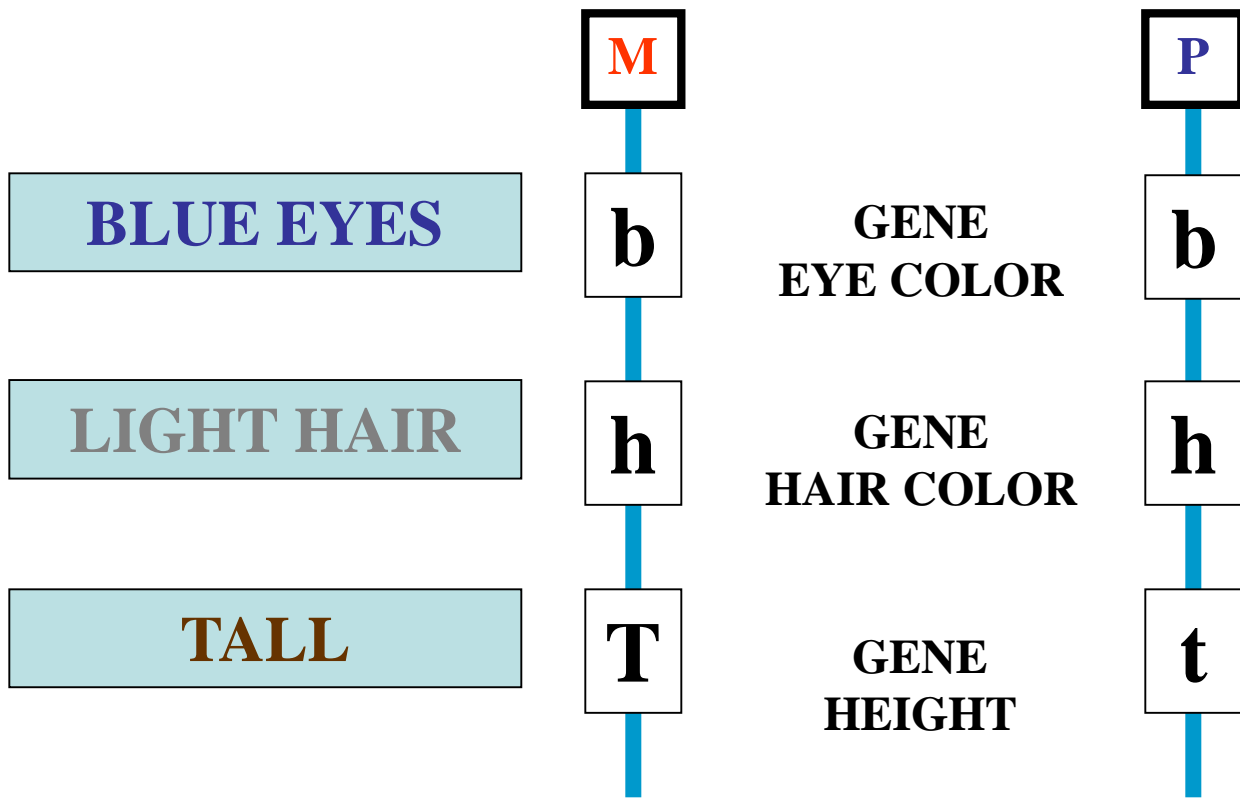 M P
BLUE EYES b GENE
EYE COLOR b
LIGHT HAIR h GENE
HAIR COLOR h
TALL T GENE
HEIGHT t